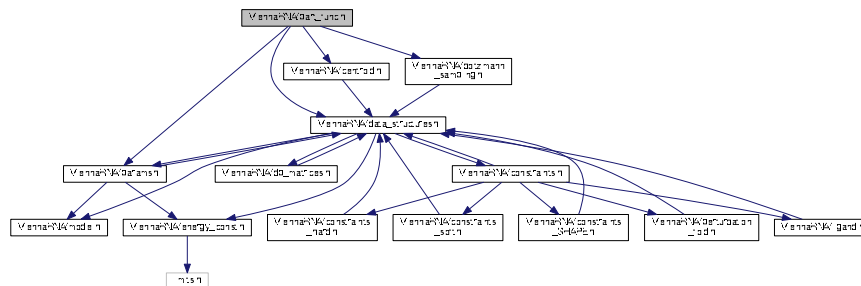 ViennaRNA/part_func.h
ViennaRNA/centroid.h
ViennaRNA/boltzmann
_sampling.h
ViennaRNA/data_structures.h
ViennaRNA/params.h
ViennaRNA/dp_matrices.h
ViennaRNA/constraints.h
ViennaRNA/model.h
ViennaRNA/energy_const.h
ViennaRNA/constraints
_hard.h
ViennaRNA/constraints
_soft.h
ViennaRNA/constraints
_SHAPE.h
ViennaRNA/perturbation
_fold.h
ViennaRNA/ligand.h
limits.h